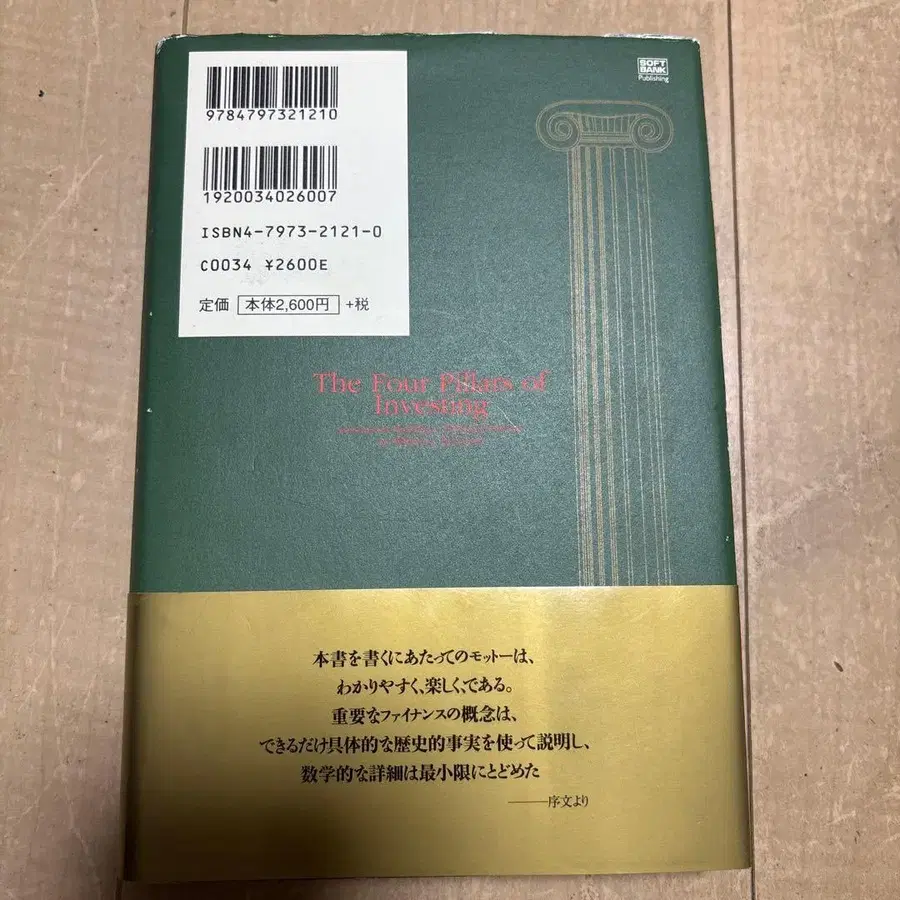 9784797321210
1920034026007
ISBN4-7973-2121-0
C0034 ¥2600E
定価 本体2,600円 +税
SOFT
BANK
Publishing
The Four Pillars of
Investing
本書を書くにあたってのモットーは、
わかりやすく、楽しく、である。
重要なファイナンスの概念は、
できるだけ具体的な歴史的事実を使って説明し、
数学的な詳細は最小限にとどめた
———序文より